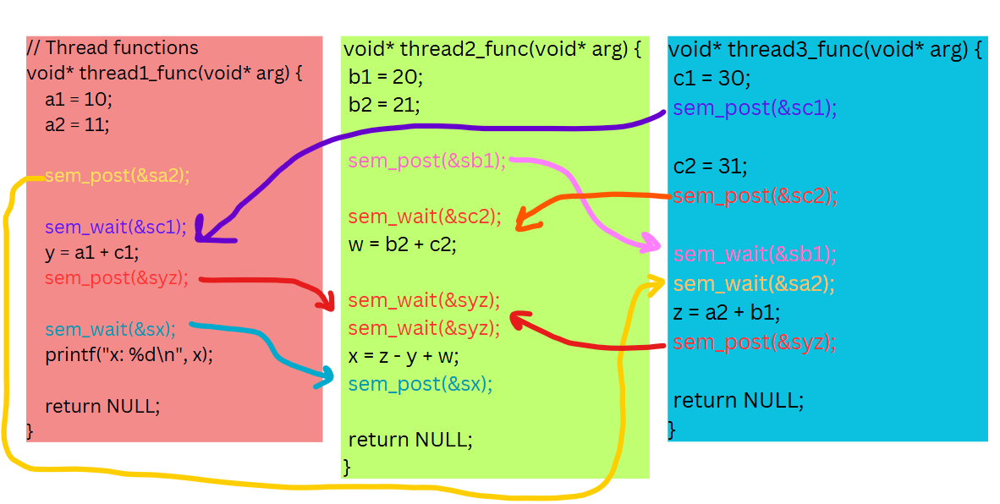 // Thread functions
void* thread1_func(void* arg) {
a1 = 10;
a2 = 11;
sem_post(&sa2);
sem_wait(&sc1);
y = a1 + c1;
sem_post(&syz);
sem_wait(&sx);
printf("x: %d\n", x);
return NULL;
}
void* thread2_func(void* arg) {
b1 = 20;
b2 = 21;
sem_post(&sb1);
sem_wait(&sc2);
w = b2 + c2;
sem_wait(&syz);
sem_wait(&syz);
x = z - y + w;
sem_post(&sx);
return NULL;
}
void* thread3_func(void* arg) {
c1 = 30;
sem_post(&sc1);
c2 = 31;
sem_post(&sc2);
sem_wait(&sb1);
sem_wait(&sa2);
z = a2 + b1;
sem_post(&syz);
return NULL;
}